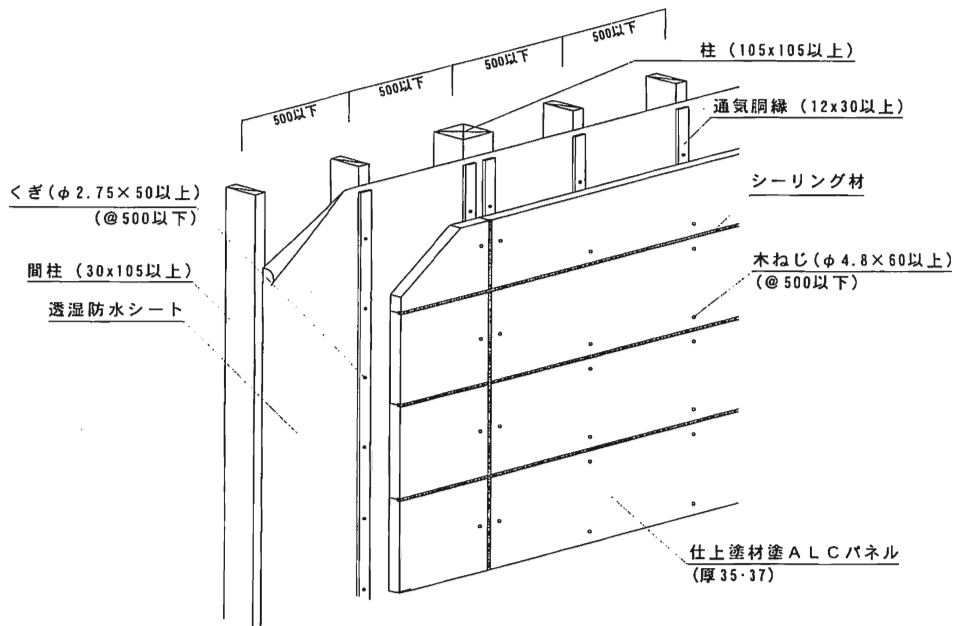 500以下
500以下
500以下
500以下
柱（105x105以上）
通気胴縁（12x30以上）
シーリング材
くぎ(φ2.75×50以上)
(@500以下)
間柱（30x105以上）
透湿防水シート
木ねじ(φ4.8×60以上)
(@500以下)
仕上塗材塗ＡＬＣパネル
(厚35･37)